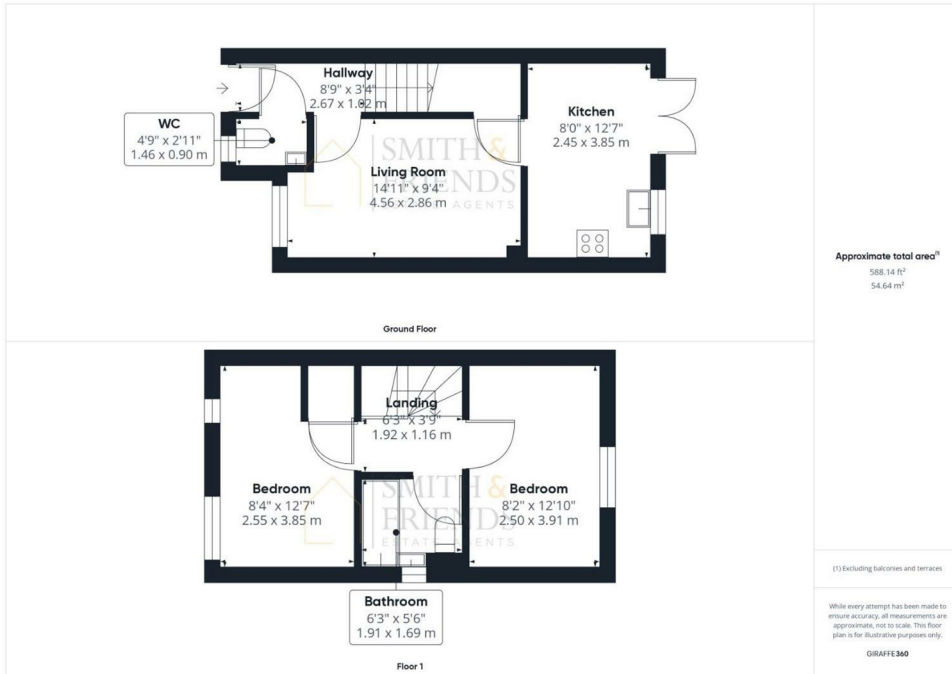 Hallway
8'9" x 3'4"
2.67 x 1.02 m
WC
4'9" x 2'11"
1.46 x 0.90 m
Kitchen
8'0" x 12'7"
2.45 x 3.85 m
SMITH &
FRIENDS
ESTATE AGENTS
Living Room
14'11" x 9'4"
4.56 x 2.86 m
Ground Floor
Approximate total area(1)
588.14 ft²
54.64 m²
Landing
6'3" x 3'9"
1.92 x 1.16 m
Bedroom
8'4" x 12'7"
2.55 x 3.85 m
SMITH &
FRIENDS
ESTATE AGENTS
Bedroom
8'2" x 12'10"
2.50 x 3.91 m
Bathroom
6'3" x 5'6"
1.91 x 1.69 m
Floor 1
(1) Excluding balconies and terraces
While every attempt has been made to
ensure accuracy, all measurements are
approximate, not to scale. This floor
plan is for illustrative purposes only.
GIRAFFE360